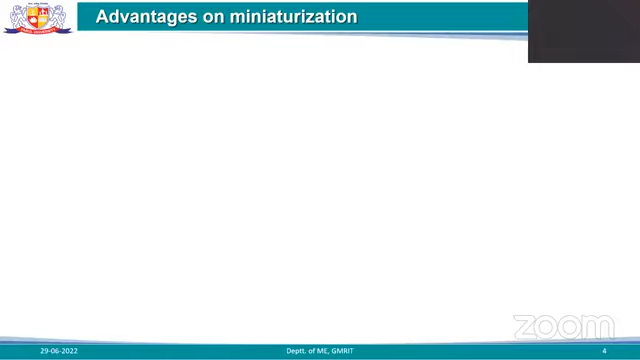 Advantages on miniaturization
zoom
29-06-2022
Deptt. of ME, GMRIT
4